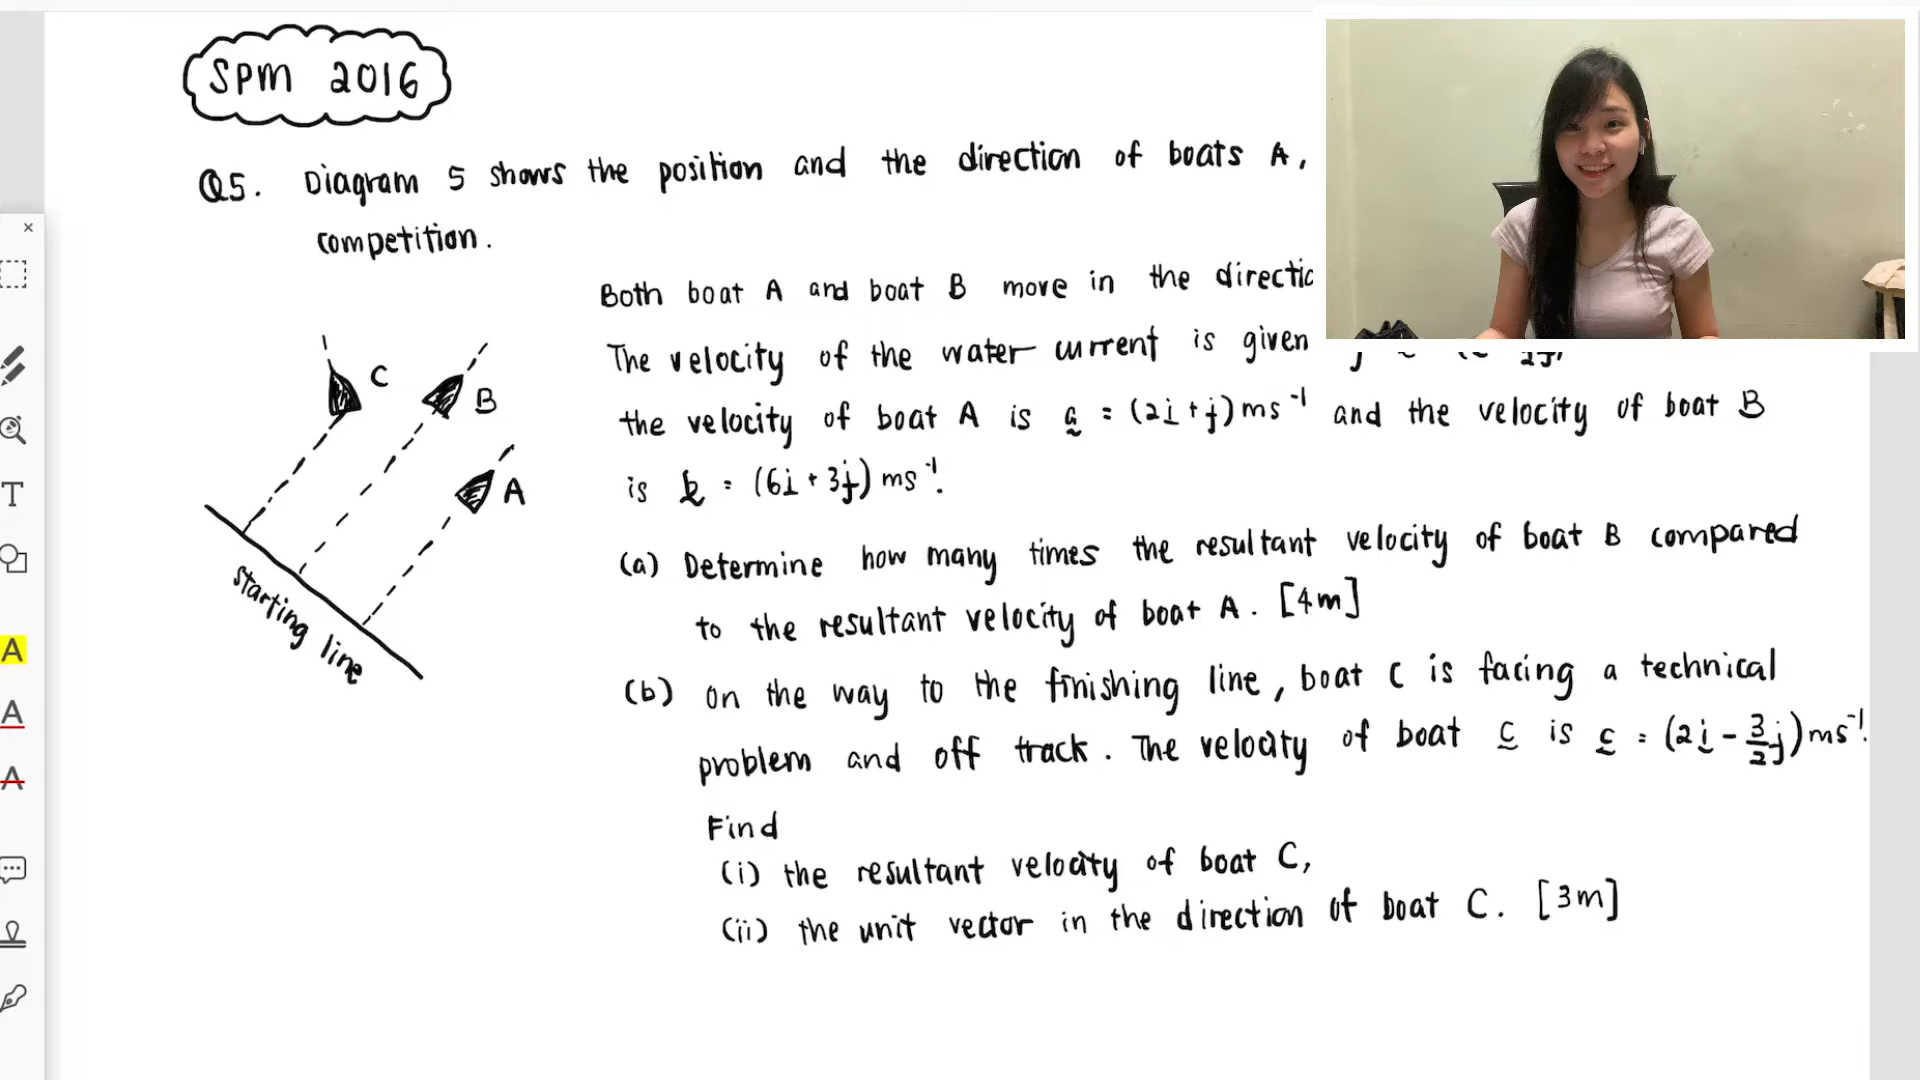 SPM 2016
Q5. Diagram 5 shows the position and the direction of boats A,
competition.
Both boat A and boat B move in the
The velocity of the water current is given
the velocity of boat A is a = (2i + j) ms⁻¹ and the velocity of boat B
is b = (6i + 3j) ms⁻¹.
(a) Determine how many times the resultant velocity of boat B compared
to the resultant velocity of boat A. [4m]
(b) On the way to the finishing line, boat C is facing a technical
problem and off track. The velocity of boat c is c = (2i - 3/2 j) ms⁻¹.
Find
(i) the resultant velocity of boat C,
(ii) the unit vector in the direction of boat C. [3m]
C
B
A
starting line
T
A
A
A